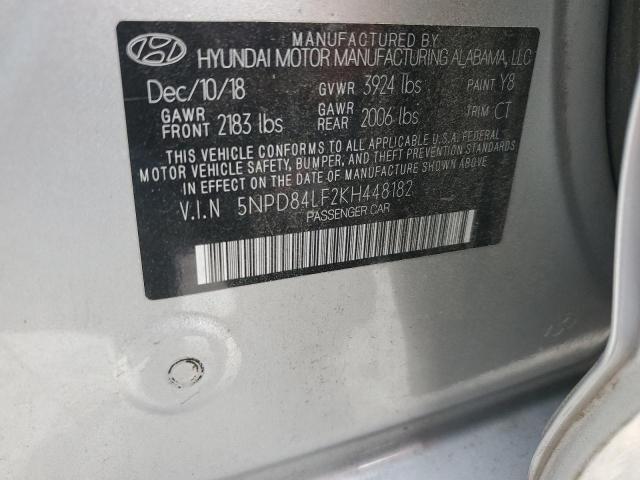 MANUFACTURED BY
HYUNDAI MOTOR MANUFACTURING ALABAMA, LLC
Dec/10/18 GVWR 3924 lbs PAINT Y8
GAWR FRONT 2183 lbs GAWR REAR 2006 lbs TRIM CT
THIS VEHICLE CONFORMS TO ALL APPLICABLE U.S.A. FEDERAL
MOTOR VEHICLE SAFETY, BUMPER, AND THEFT PREVENTION STANDARDS
IN EFFECT ON THE DATE OF MANUFACTURE SHOWN ABOVE.
V.I.N 5NPD84LF2KH448182
PASSENGER CAR